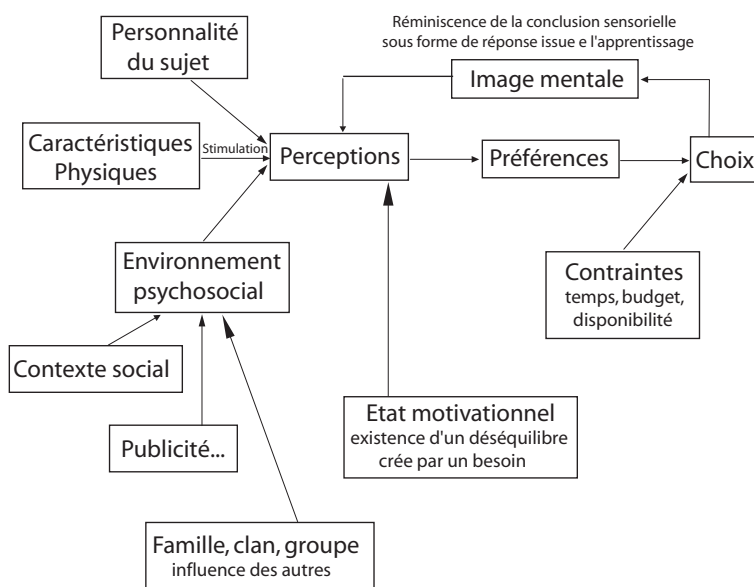 Personnalité
du sujet
Réminiscence de la conclusion sensorielle
sous forme de réponse issue e l'apprentissage
Image mentale
Caractéristiques
Physiques
Stimulation
Perceptions
Préférences
Choix
Environnement
psychosocial
Contraintes
temps, budget,
disponibilité
Contexte social
Publicité...
Etat motivationnel
existence d'un déséquilibre
crée par un besoin
Famille, clan, groupe
influence des autres